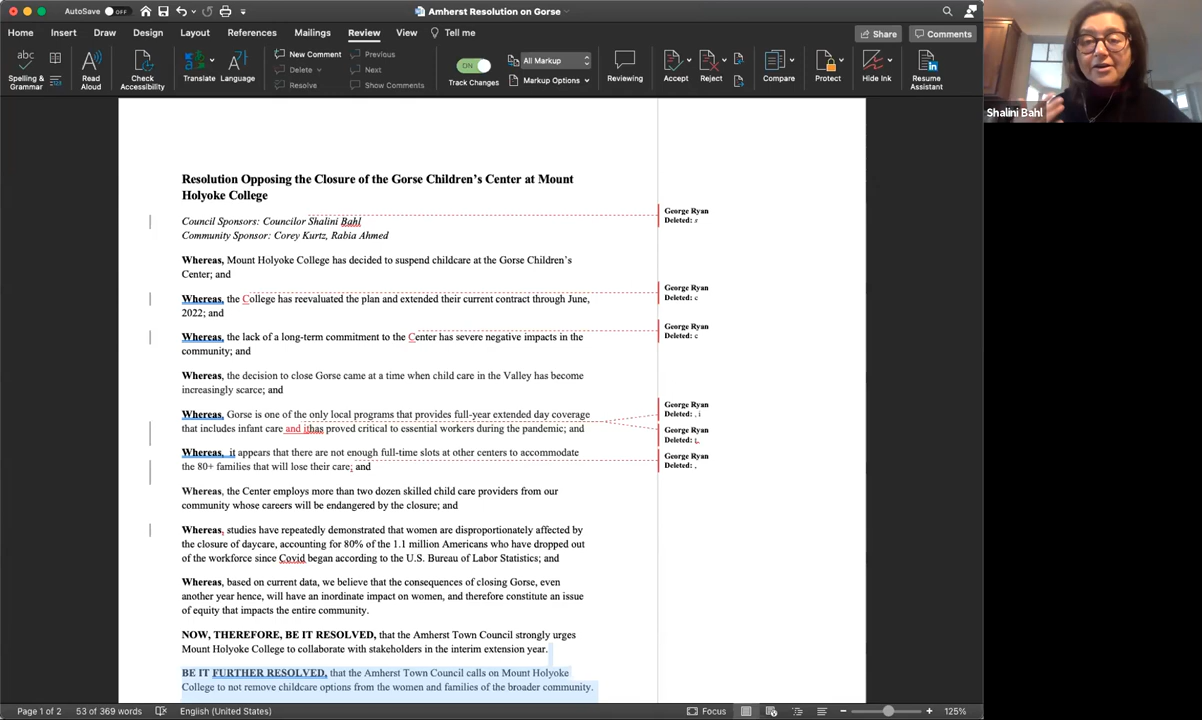 AutoSave OFF
Amherst Resolution on Gorse
Home Insert Draw Design Layout References Mailings Review View Tell me
Share Comments
Spelling & Grammar
Read Aloud
Check Accessibility
Translate Language
New Comment
Delete
Resolve
Previous
Next
Show Comments
ON
Track Changes
All Markup
Markup Options
Reviewing
Accept Reject
Compare
Protect
Hide Ink
Resume Assistant
Shalini Bahl
Resolution Opposing the Closure of the Gorse Children's Center at Mount
Holyoke College
Council Sponsors: Councilor Shalini Bahl
Community Sponsor: Corey Kurtz, Rabia Ahmed
Whereas, Mount Holyoke College has decided to suspend childcare at the Gorse Children's
Center; and
Whereas, the College has reevaluated the plan and extended their current contract through June,
2022; and
Whereas, the lack of a long-term commitment to the Center has severe negative impacts in the
community; and
Whereas, the decision to close Gorse came at a time when child care in the Valley has become
increasingly scarce; and
Whereas, Gorse is one of the only local programs that provides full-year extended day coverage
that includes infant care and ithas proved critical to essential workers during the pandemic; and
Whereas, it appears that there are not enough full-time slots at other centers to accommodate
the 80+ families that will lose their care; and
Whereas, the Center employs more than two dozen skilled child care providers from our
community whose careers will be endangered by the closure; and
Whereas, studies have repeatedly demonstrated that women are disproportionately affected by
the closure of daycare, accounting for 80% of the 1.1 million Americans who have dropped out
of the workforce since Covid began according to the U.S. Bureau of Labor Statistics; and
Whereas, based on current data, we believe that the consequences of closing Gorse, even
another year hence, will have an inordinate impact on women, and therefore constitute an issue
of equity that impacts the entire community.
NOW, THEREFORE, BE IT RESOLVED, that the Amherst Town Council strongly urges
Mount Holyoke College to collaborate with stakeholders in the interim extension year.
BE IT FURTHER RESOLVED, that the Amherst Town Council calls on Mount Holyoke
College to not remove childcare options from the women and families of the broader community.
George Ryan
Deleted: s
George Ryan
Deleted: c
George Ryan
Deleted: c
George Ryan
Deleted: , i
George Ryan
Deleted:
George Ryan
Deleted: ,
Page 1 of 2 53 of 369 words English (United States) Focus 125%